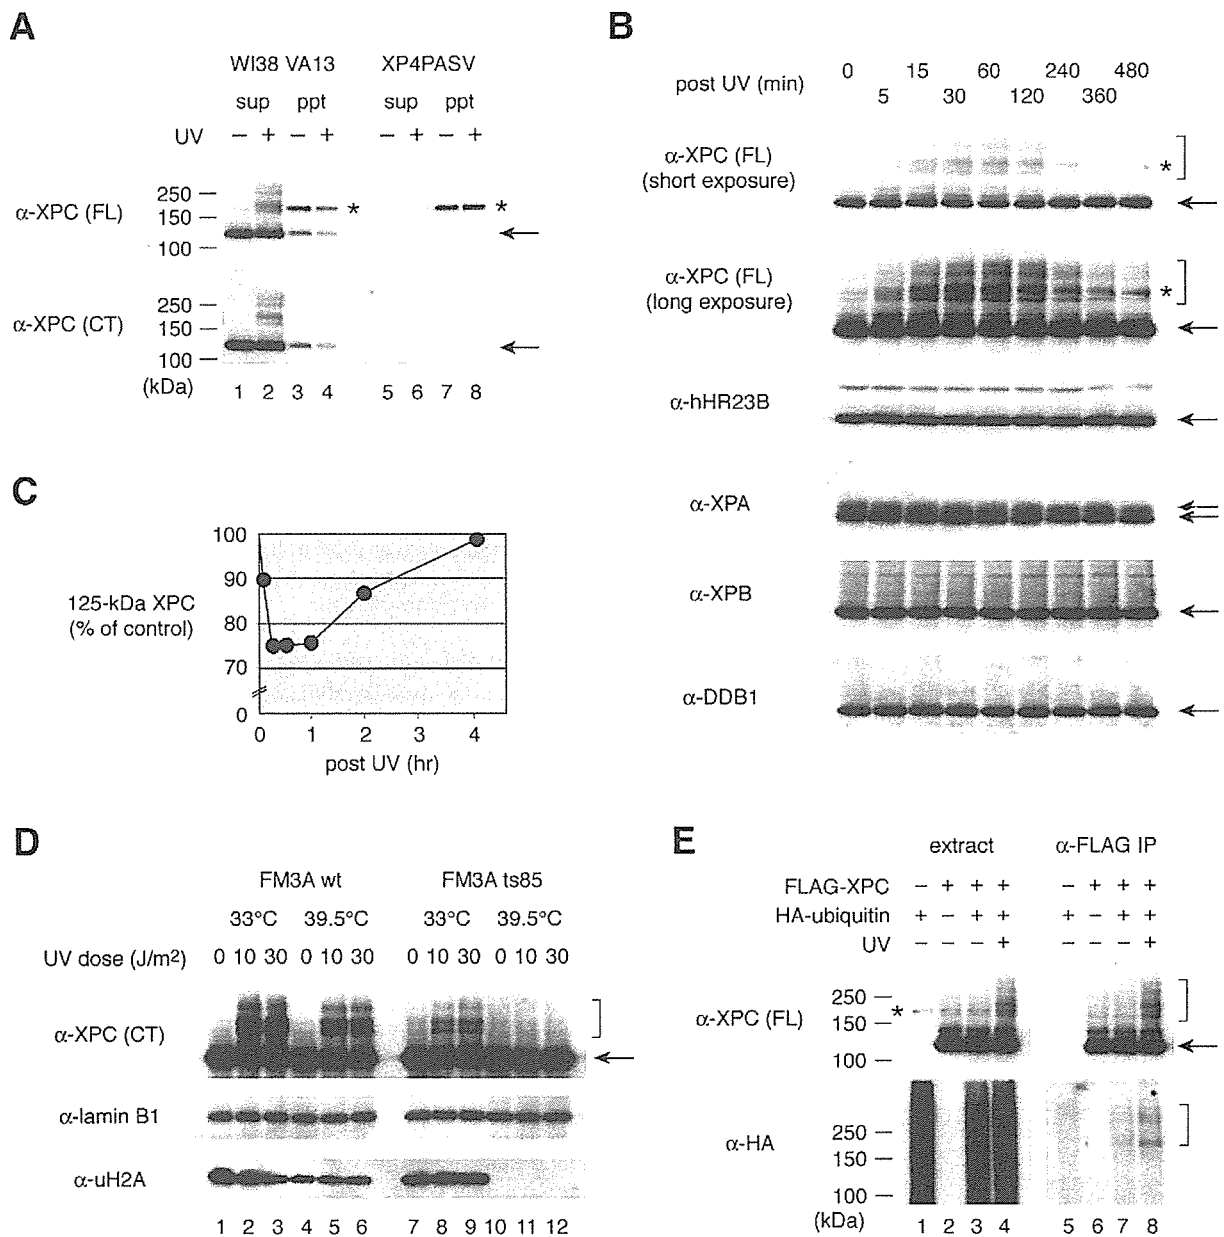 A
WI38 VA13 XP4PASV
sup ppt sup ppt
UV − + − + − + − +
α-XPC (FL)
250
150
100
*
*
α-XPC (CT)
250
150
100
(kDa)
1 2 3 4 5 6 7 8
B
post UV (min)
0 15 60 240 480
5 30 120 360
α-XPC (FL)
(short exposure)
*
α-XPC (FL)
(long exposure)
*
α-hHR23B
α-XPA
α-XPB
α-DDB1
C
125-kDa XPC
(% of control)
100
90
80
70
0
0 1 2 3 4
post UV (hr)
D
FM3A wt FM3A ts85
33°C 39.5°C 33°C 39.5°C
UV dose (J/m²) 0 10 30 0 10 30 0 10 30 0 10 30
α-XPC (CT)
α-lamin B1
α-uH2A
1 2 3 4 5 6 7 8 9 10 11 12
E
extract α-FLAG IP
FLAG-XPC − + + + − + + +
HA-ubiquitin + − + + + − + +
UV − − − + − − − +
α-XPC (FL)
*
250
150
100
α-HA
250
150
100
(kDa)
1 2 3 4 5 6 7 8